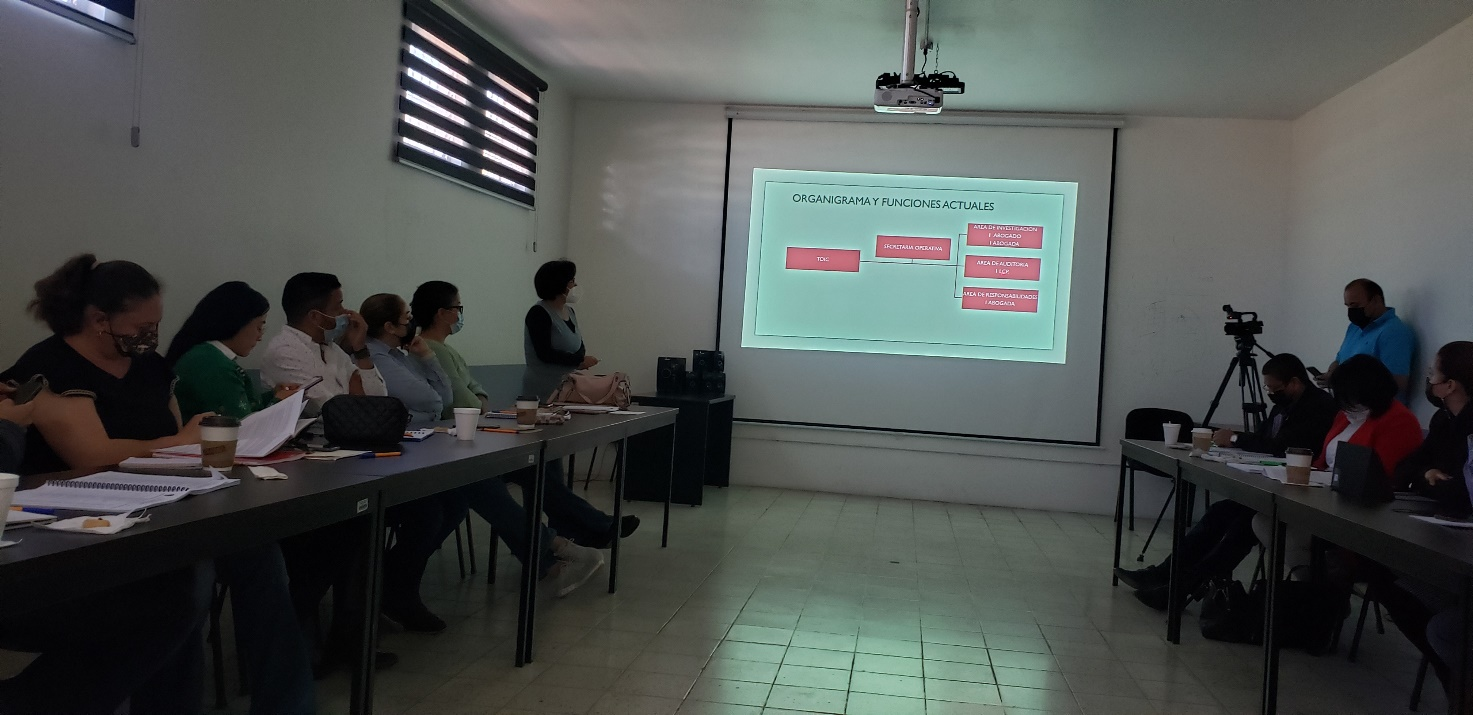 ORGANIGRAMA Y FUNCIONES ACTUALES
TOIC
SECRETARIA OPERATIVA
AREA DE INVESTIGACION
1 ABOGADO
1 ABOGADA
AREA DE AUDITORIA
1 L.C.P.
AREA DE RESPONSABILIDADES
1 ABOGADA